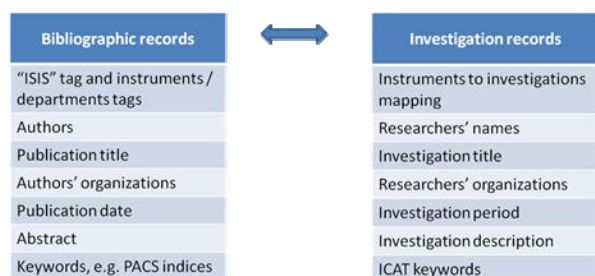 Bibliographic records
"ISIS" tag and instruments /
departments tags
Authors
Publication title
Authors' organizations
Publication date
Abstract
Keywords, e.g. PACS indices
Investigation records
Instruments to investigations
mapping
Researchers' names
Investigation title
Researchers' organizations
Investigation period
Investigation description
ICAT keywords